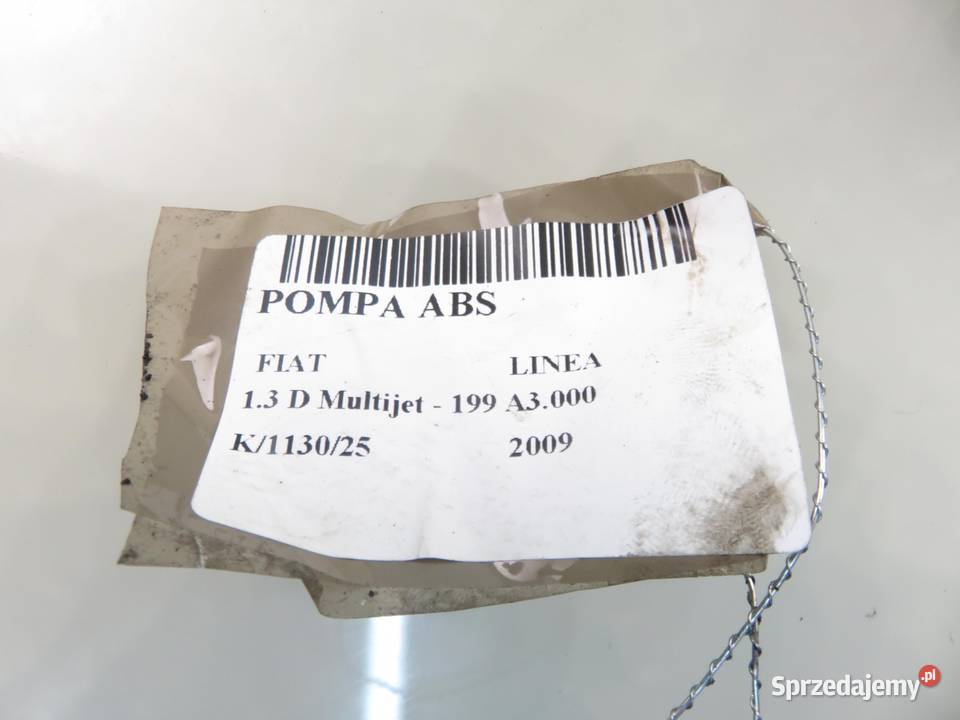 POMPA ABS
FIAT LINEA
1.3 D Multijet - 199 A3.000
K/1130/25 2009
Sprzedajemy.pl